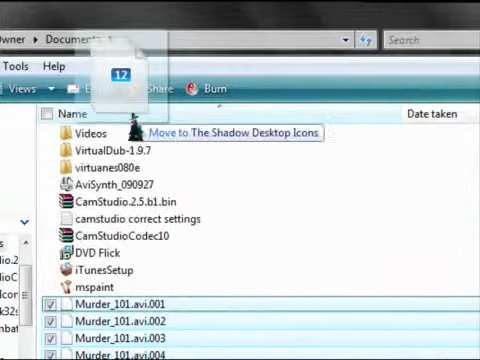 Owner ▸ Documents ▸
Search
Tools Help
Views
Share
Burn
12
Name
Date taken
Move to The Shadow Desktop Icons
Videos
VirtualDub-1.9.7
virtuanes080e
AviSynth_090927
CamStudio.2.5.b1.bin
camstudio correct settings
CamStudioCodec10
DVD Flick
iTunesSetup
mspaint
Murder_101.avi.001
Murder_101.avi.002
Murder_101.avi.003
Murder_101.avi.004